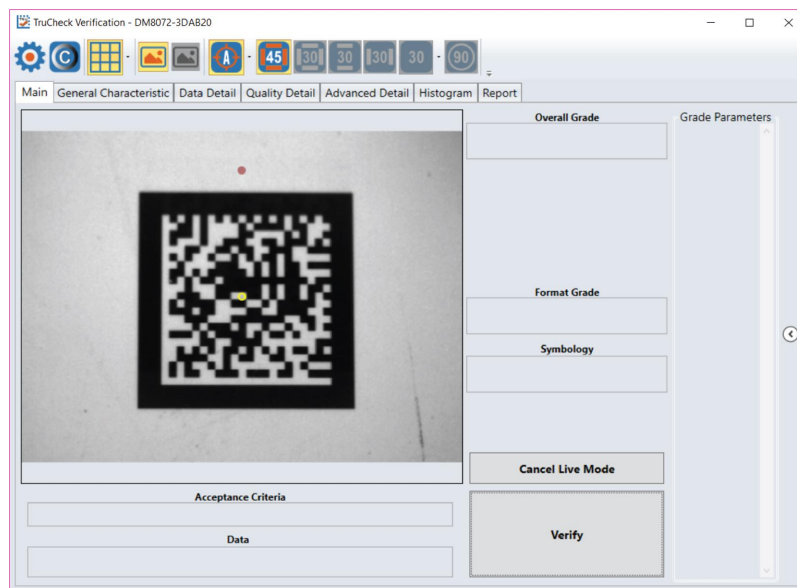 TruCheck Verification - DM8072-3DAB20
C A 45 30 30 30 30 90
Main General Characteristic Data Detail Quality Detail Advanced Detail Histogram Report
Overall Grade
Grade Parameters
Format Grade
Symbology
Cancel Live Mode
Acceptance Criteria
Verify
Data